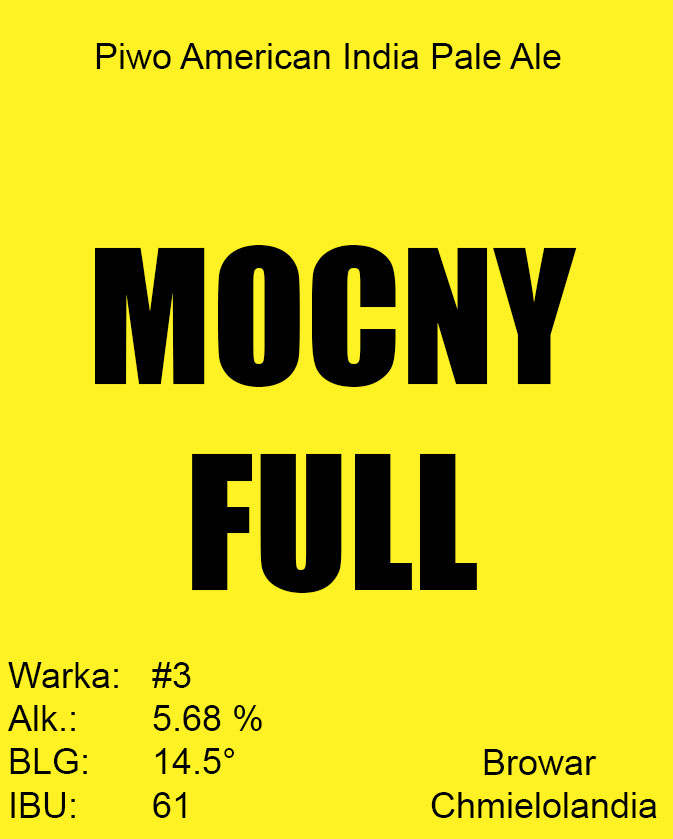 Piwo American India Pale Ale
MOCNY
FULL
Warka: #3
Alk.: 5.68 %
BLG: 14.5°
IBU: 61
Browar
Chmielolandia